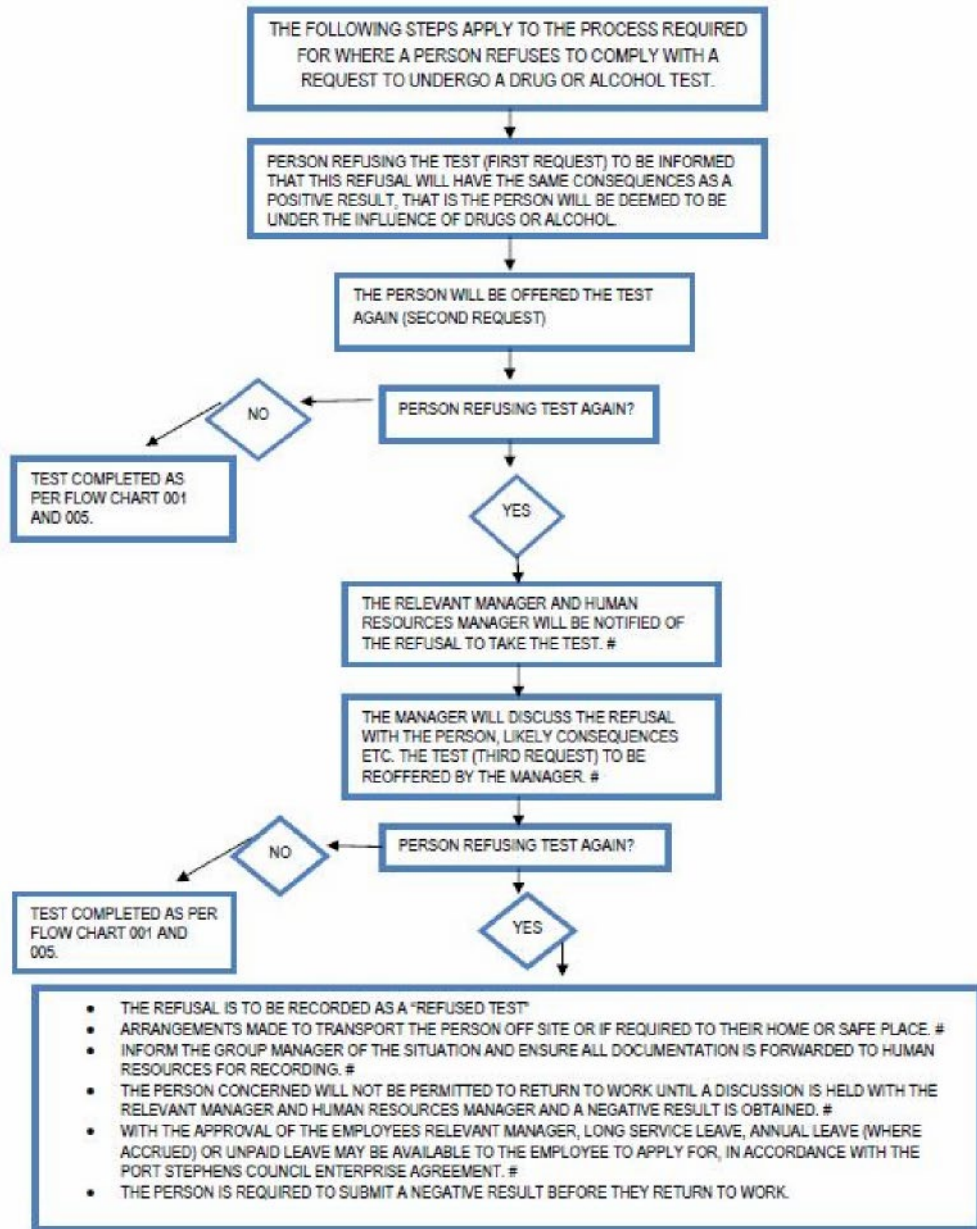 THE FOLLOWING STEPS APPLY TO THE PROCESS REQUIRED
FOR WHERE A PERSON REFUSES TO COMPLY WITH A
REQUEST TO UNDERGO A DRUG OR ALCOHOL TEST.
PERSON REFUSING THE TEST (FIRST REQUEST) TO BE INFORMED
THAT THIS REFUSAL WILL HAVE THE SAME CONSEQUENCES AS A
POSITIVE RESULT, THAT IS THE PERSON WILL BE DEEMED TO BE
UNDER THE INFLUENCE OF DRUGS OR ALCOHOL.
THE PERSON WILL BE OFFERED THE TEST
AGAIN (SECOND REQUEST)
PERSON REFUSING TEST AGAIN?
NO
TEST COMPLETED AS
PER FLOW CHART 001
AND 005.
YES
THE RELEVANT MANAGER AND HUMAN
RESOURCES MANAGER WILL BE NOTIFIED OF
THE REFUSAL TO TAKE THE TEST. #
THE MANAGER WILL DISCUSS THE REFUSAL
WITH THE PERSON, LIKELY CONSEQUENCES
ETC. THE TEST (THIRD REQUEST) TO BE
REOFFERED BY THE MANAGER. #
PERSON REFUSING TEST AGAIN?
NO
TEST COMPLETED AS PER
FLOW CHART 001 AND
005.
YES
• THE REFUSAL IS TO BE RECORDED AS A "REFUSED TEST"
• ARRANGEMENTS MADE TO TRANSPORT THE PERSON OFF SITE OR IF REQUIRED TO THEIR HOME OR SAFE PLACE. #
• INFORM THE GROUP MANAGER OF THE SITUATION AND ENSURE ALL DOCUMENTATION IS FORWARDED TO HUMAN
RESOURCES FOR RECORDING. #
• THE PERSON CONCERNED WILL NOT BE PERMITTED TO RETURN TO WORK UNTIL A DISCUSSION IS HELD WITH THE
RELEVANT MANAGER AND HUMAN RESOURCES MANAGER AND A NEGATIVE RESULT IS OBTAINED. #
• WITH THE APPROVAL OF THE EMPLOYEES RELEVANT MANAGER, LONG SERVICE LEAVE, ANNUAL LEAVE (WHERE
ACCRUED) OR UNPAID LEAVE MAY BE AVAILABLE TO THE EMPLOYEE TO APPLY FOR, IN ACCORDANCE WITH THE
PORT STEPHENS COUNCIL ENTERPRISE AGREEMENT. #
• THE PERSON IS REQUIRED TO SUBMIT A NEGATIVE RESULT BEFORE THEY RETURN TO WORK.